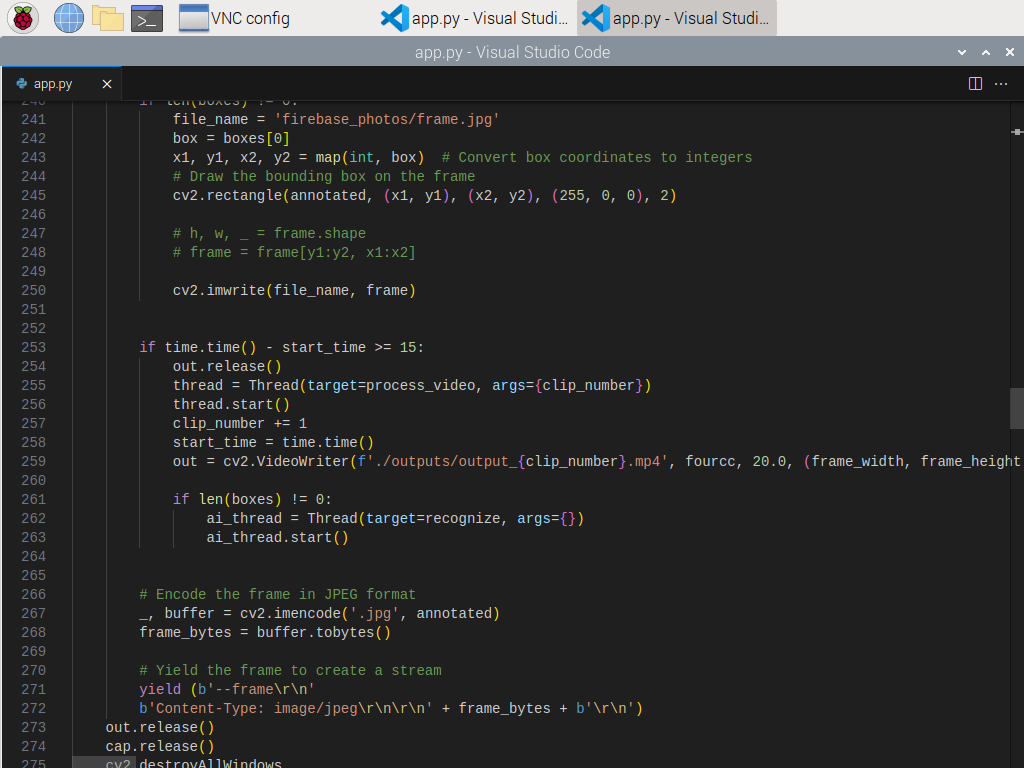 VNC config
app.py - Visual Studi...
app.py - Visual Studi...
app.py - Visual Studio Code
app.py
240 if len(boxes) != 0:
241 file_name = 'firebase_photos/frame.jpg'
242 box = boxes[0]
243 x1, y1, x2, y2 = map(int, box)  # Convert box coordinates to integers
244 # Draw the bounding box on the frame
245 cv2.rectangle(annotated, (x1, y1), (x2, y2), (255, 0, 0), 2)
246
247 # h, w, _ = frame.shape
248 # frame = frame[y1:y2, x1:x2]
249
250 cv2.imwrite(file_name, frame)
251
252
253 if time.time() - start_time >= 15:
254 out.release()
255 thread = Thread(target=process_video, args={clip_number})
256 thread.start()
257 clip_number += 1
258 start_time = time.time()
259 out = cv2.VideoWriter(f'./outputs/output_{clip_number}.mp4', fourcc, 20.0, (frame_width, frame_height
260
261 if len(boxes) != 0:
262 ai_thread = Thread(target=recognize, args={})
263 ai_thread.start()
264
265
266 # Encode the frame in JPEG format
267 _, buffer = cv2.imencode('.jpg', annotated)
268 frame_bytes = buffer.tobytes()
269
270 # Yield the frame to create a stream
271 yield (b'--frame\r\n'
272 b'Content-Type: image/jpeg\r\n\r\n' + frame_bytes + b'\r\n')
273 out.release()
274 cap.release()
275 cv2.destroyAllWindows